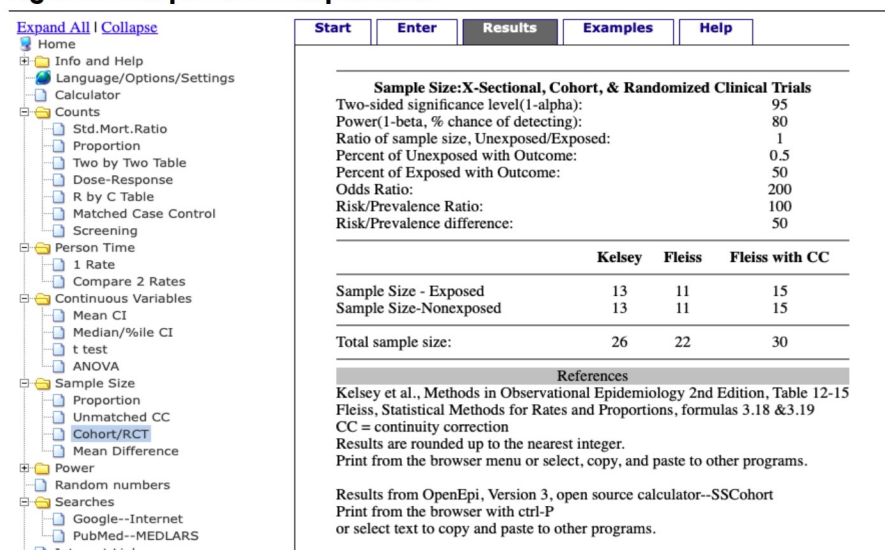 Expand All | Collapse
Home
Info and Help
Language/Options/Settings
Calculator
Counts
Std.Mort.Ratio
Proportion
Two by Two Table
Dose-Response
R by C Table
Matched Case Control
Screening
Person Time
1 Rate
Compare 2 Rates
Continuous Variables
Mean CI
Median/%ile CI
t test
ANOVA
Sample Size
Proportion
Unmatched CC
Cohort/RCT
Mean Difference
Power
Random numbers
Searches
Google--Internet
PubMed--MEDLARS
Start Enter Results Examples Help
Sample Size:X-Sectional, Cohort, & Randomized Clinical Trials
Two-sided significance level(1-alpha): 95
Power(1-beta, % chance of detecting): 80
Ratio of sample size, Unexposed/Exposed: 1
Percent of Unexposed with Outcome: 0.5
Percent of Exposed with Outcome: 50
Odds Ratio: 200
Risk/Prevalence Ratio: 100
Risk/Prevalence difference: 50
Kelsey Fleiss Fleiss with CC
Sample Size - Exposed 13 11 15
Sample Size-Nonexposed 13 11 15
Total sample size: 26 22 30
References
Kelsey et al., Methods in Observational Epidemiology 2nd Edition, Table 12-15
Fleiss, Statistical Methods for Rates and Proportions, formulas 3.18 &3.19
CC = continuity correction
Results are rounded up to the nearest integer.
Print from the browser menu or select, copy, and paste to other programs.
Results from OpenEpi, Version 3, open source calculator--SSCohort
Print from the browser with ctrl-P
or select text to copy and paste to other programs.